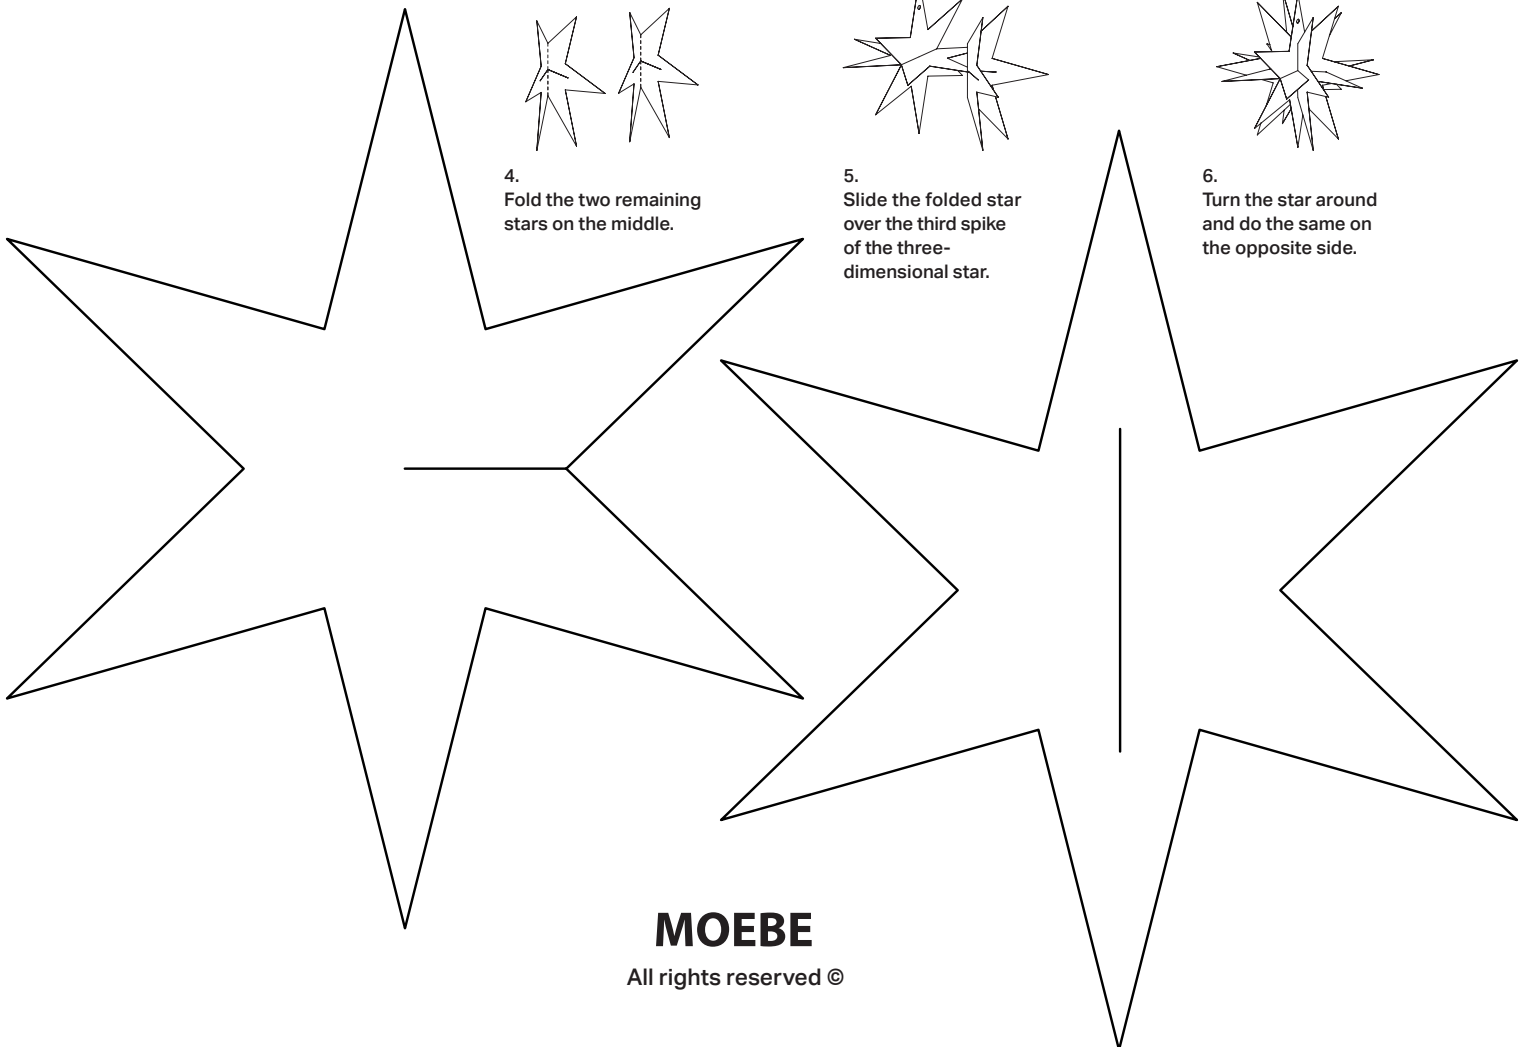 4.
Fold the two remaining
stars on the middle.
5.
Slide the folded star
over the third spike
of the three-
dimensional star.
6.
Turn the star around
and do the same on
the opposite side.
MOEBE
All rights reserved ©